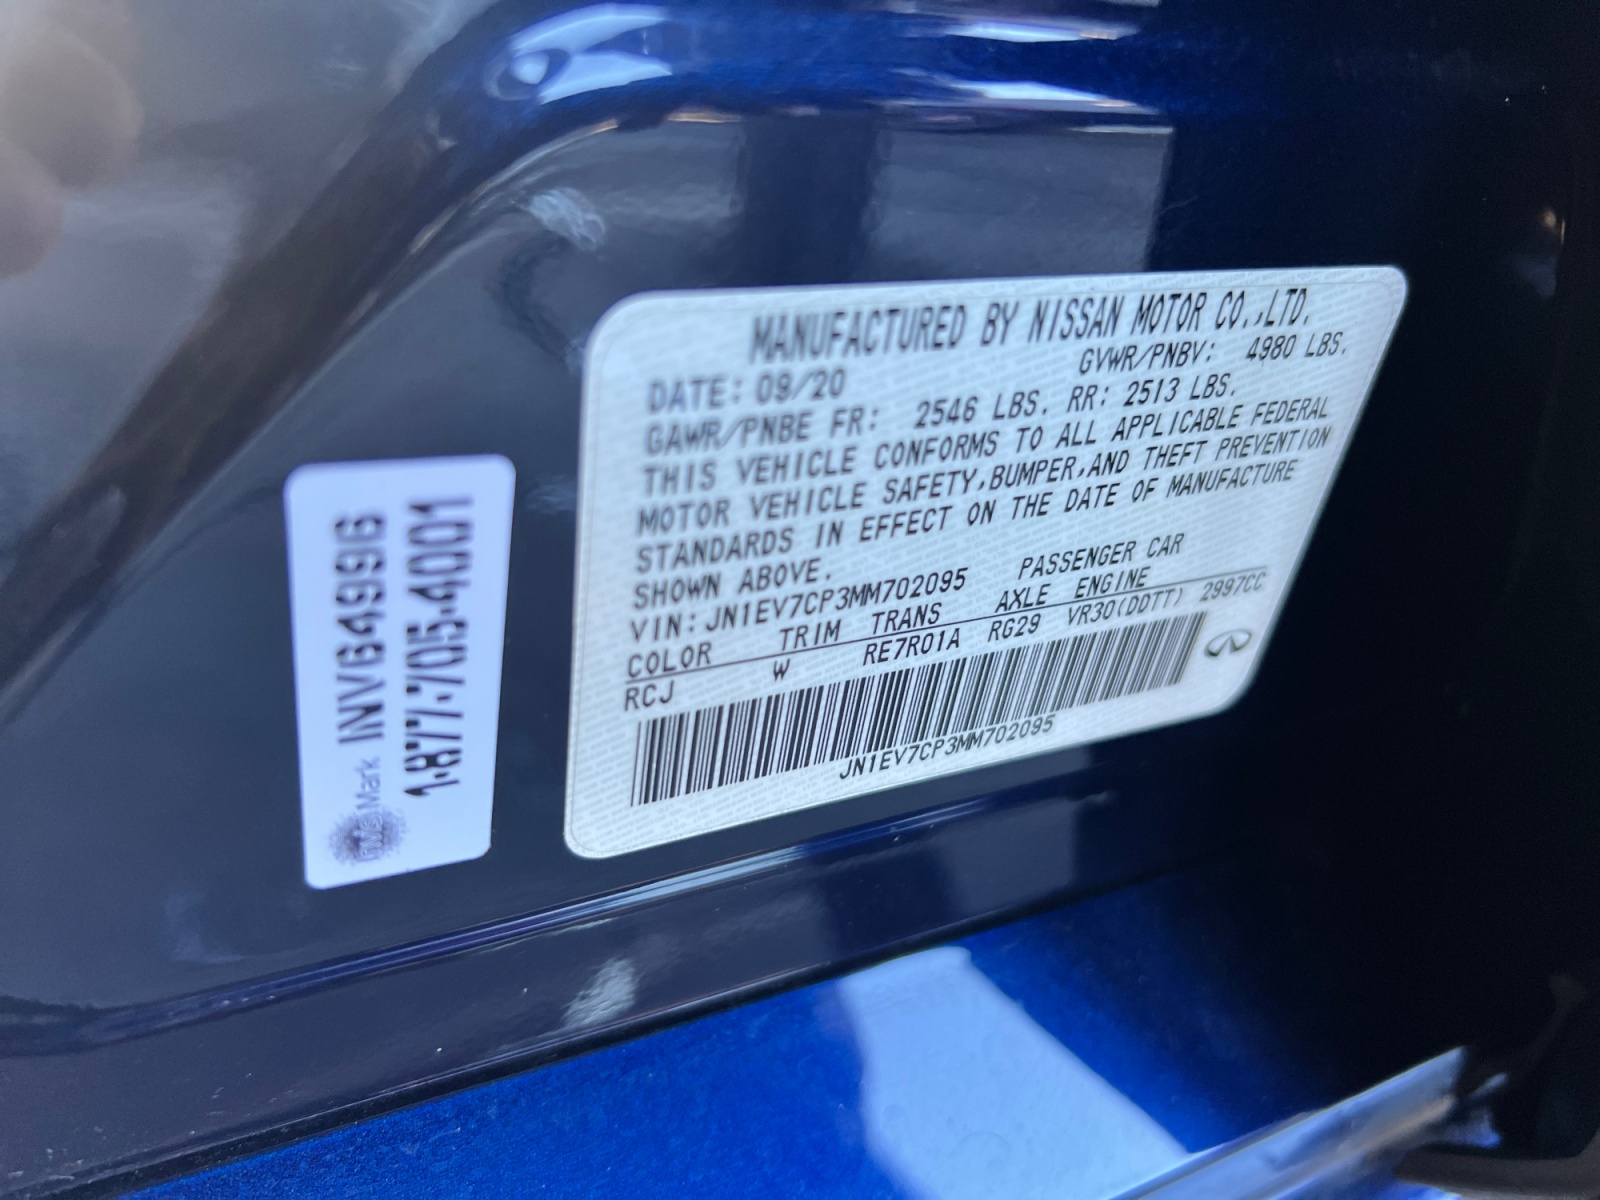 MANUFACTURED BY NISSAN MOTOR CO.,LTD.
DATE: 09/20 GVWR/PNBV: 4980 LBS.
GAWR/PNBE FR: 2546 LBS. RR: 2513 LBS.
THIS VEHICLE CONFORMS TO ALL APPLICABLE FEDERAL
MOTOR VEHICLE SAFETY,BUMPER,AND THEFT PREVENTION
STANDARDS IN EFFECT ON THE DATE OF MANUFACTURE
SHOWN ABOVE.
VIN: JN1EV7CP3MM702095 PASSENGER CAR
COLOR TRIM TRANS AXLE ENGINE
RCJ W RE7R01A RG29 VR30(DDTT) 2997CC
JN1EV7CP3MM702095
Mark INV64996
1-877-705-4001